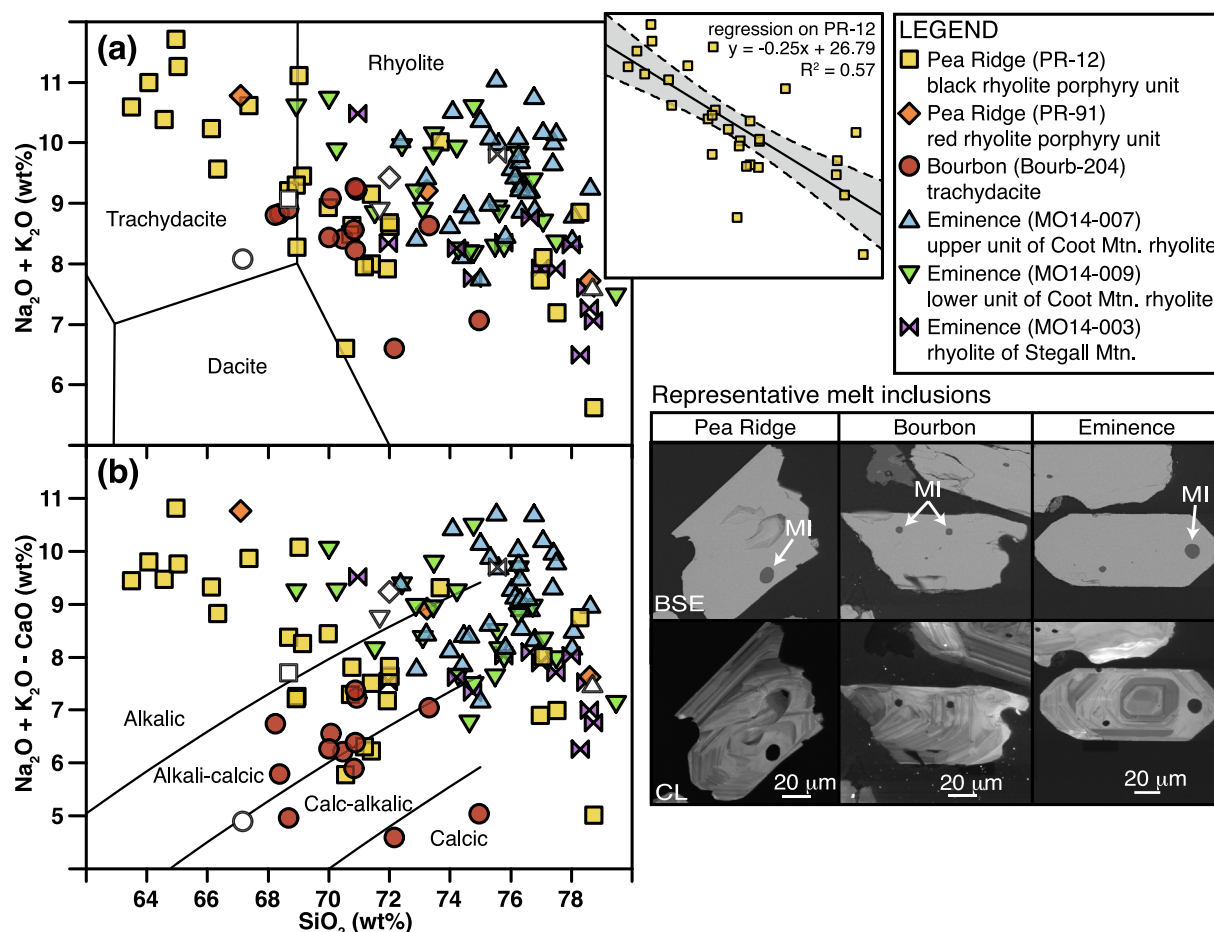 (a)
Rhyolite
Trachydacite
Dacite
Na₂O + K₂O (wt%)
11
10
9
8
7
6
regression on PR-12
y = -0.25x + 26.79
R² = 0.57
LEGEND
Pea Ridge (PR-12)
black rhyolite porphyry unit
Pea Ridge (PR-91)
red rhyolite porphyry unit
Bourbon (Bourb-204)
trachydacite
Eminence (MO14-007)
upper unit of Coot Mtn. rhyolite
Eminence (MO14-009)
lower unit of Coot Mtn. rhyolite
Eminence (MO14-003)
rhyolite of Stegall Mtn.
(b)
Na₂O + K₂O - CaO (wt%)
11
10
9
8
7
6
5
Alkalic
Alkali-calcic
Calc-alkalic
Calcic
64 66 68 70 72 74 76 78
SiO₂ (wt%)
Representative melt inclusions
Pea Ridge Bourbon Eminence
MI
MI
MI
BSE
CL
20 µm
20 µm
20 µm